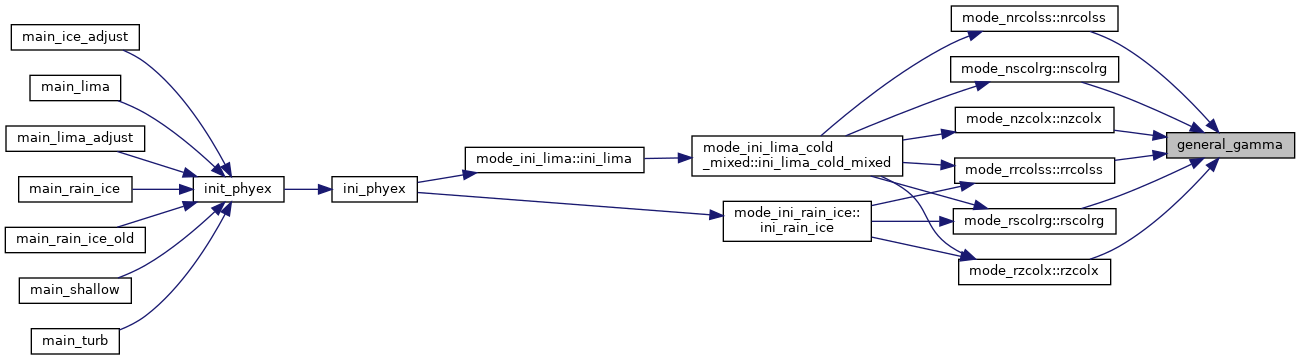 main_ice_adjust
main_lima
main_lima_adjust
main_rain_ice
main_rain_ice_old
main_shallow
main_turb
init_phyex
ini_phyex
mode_ini_lima::ini_lima
mode_ini_lima_cold
_mixed::ini_lima_cold_mixed
mode_ini_rain_ice::
ini_rain_ice
mode_nrcolss::nrcolss
mode_nscolrg::nscolrg
mode_nzcolx::nzcolx
mode_rrcolss::rrcolss
mode_rscolrg::rscolrg
mode_rzcolx::rzcolx
general_gamma